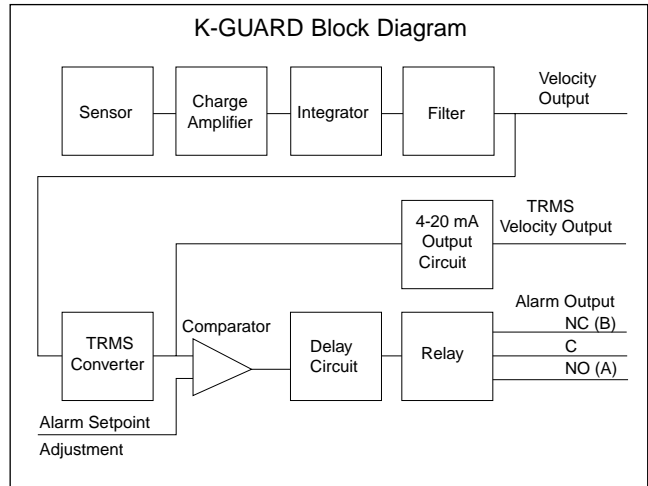 K-GUARD Block Diagram
Sensor
Charge
Amplifier
Integrator
Filter
Velocity
Output
4-20 mA
Output
Circuit
TRMS
Velocity Output
TRMS
Converter
Comparator
Delay
Circuit
Relay
Alarm Output
NC (B)
C
NO (A)
Alarm Setpoint
Adjustment